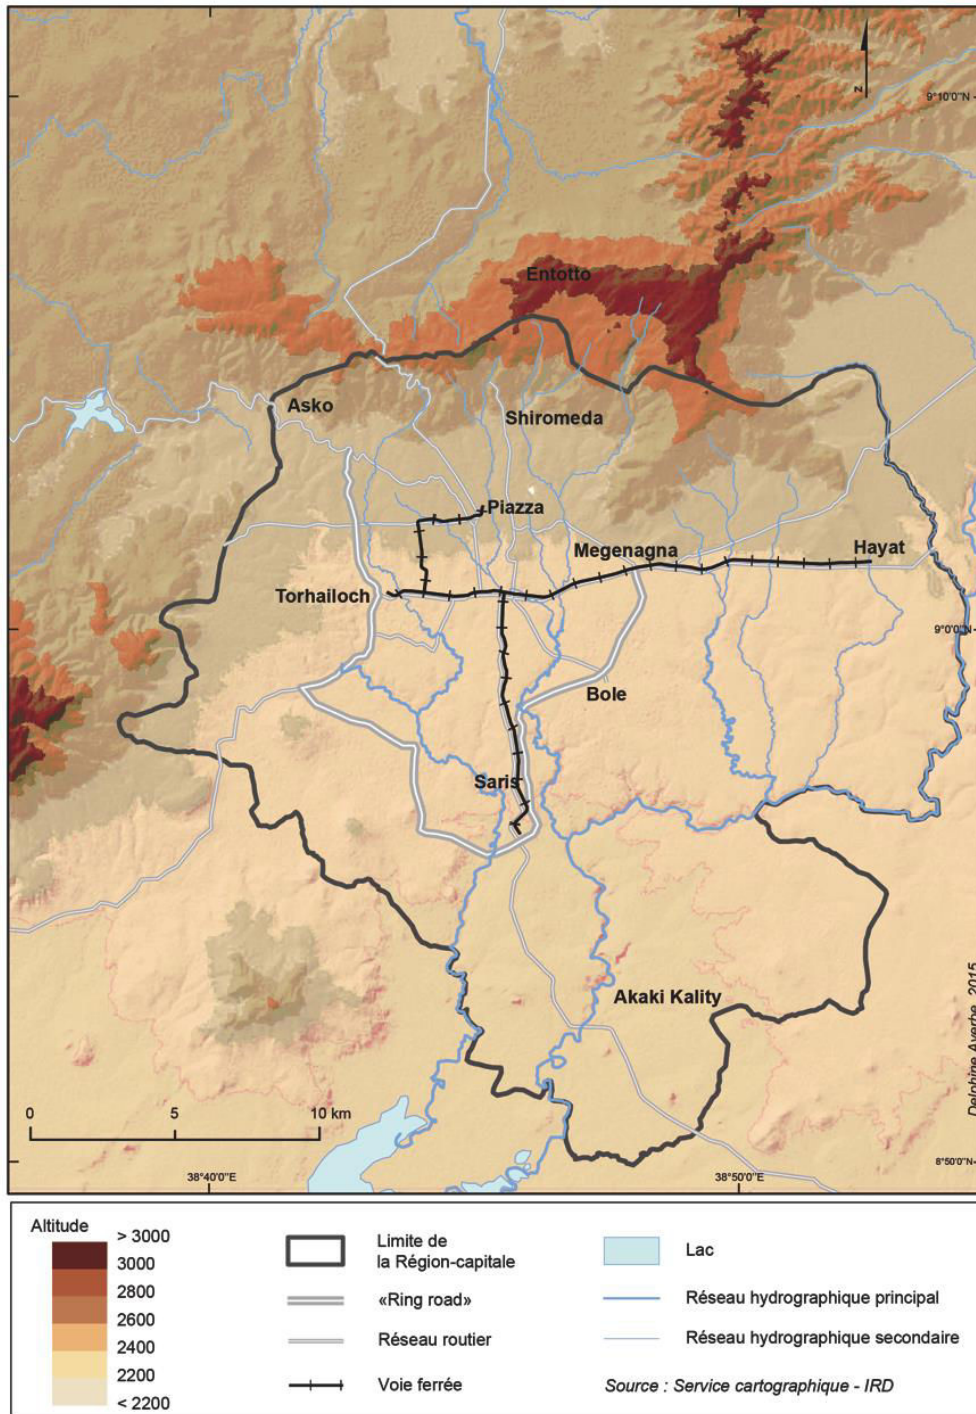 9°10'0"N
N
Entotto
Asko
Shiromeda
Piazza
Megenagna
Hayat
Torhailoch
9°0'0"N
Bole
Saris
Akaki Kality
Delphine Ayerbe, 2015
0 5 10 km
38°40'0"E
38°50'0"E
8°50'0"N
Altitude
> 3000
3000
2800
2600
2400
2200
< 2200
Limite de
la Région-capitale
«Ring road»
Réseau routier
Voie ferrée
Lac
Réseau hydrographique principal
Réseau hydrographique secondaire
Source : Service cartographique - IRD